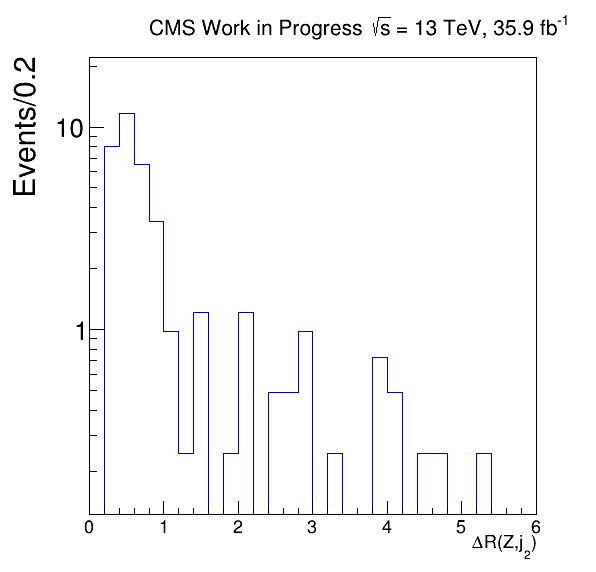 CMS Work in Progress √s = 13 TeV, 35.9 fb⁻¹
Events/0.2
10
1
0 1 2 3 4 5 6
ΔR(Z,j₂)